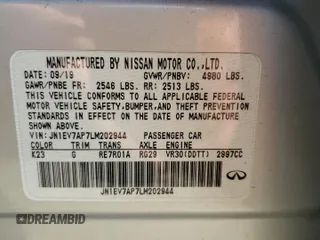 MANUFACTURED BY NISSAN MOTOR CO.,LTD.
DATE: 09/19 GVWR/PNBV: 4980 LBS.
GAWR/PNBE FR: 2546 LBS. RR: 2513 LBS.
THIS VEHICLE CONFORMS TO ALL APPLICABLE FEDERAL
MOTOR VEHICLE SAFETY,BUMPER,AND THEFT PREVENTION
STANDARDS IN EFFECT ON THE DATE OF MANUFACTURE
SHOWN ABOVE.
VIN: JN1EV7AP7LM202944 PASSENGER CAR
COLOR TRIM TRANS AXLE ENGINE
K23 G RE7R01A RG29 VR30(DDTT) 2997CC
JN1EV7AP7LM202944
INFINITI
DREAMBID